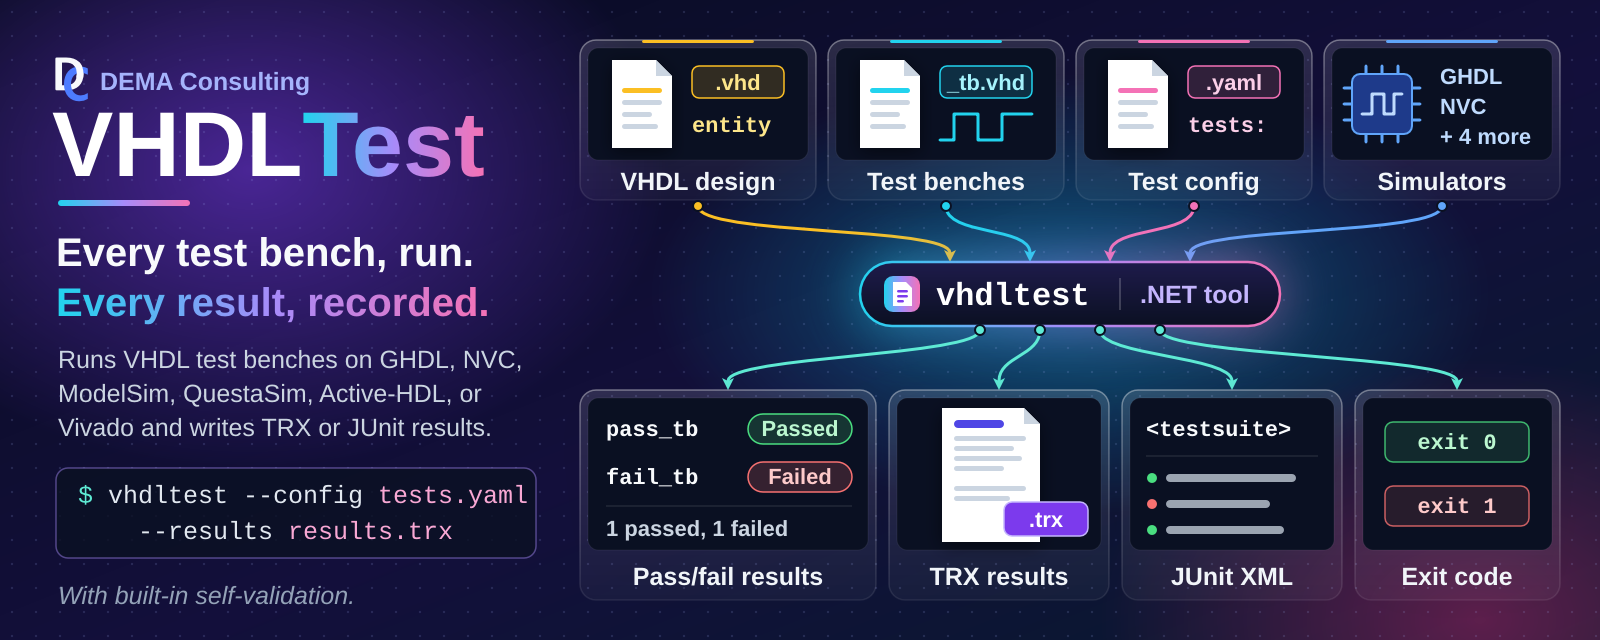 DC DEMA Consulting
VHDLTest
Every test bench, run.
Every result, recorded.
Runs VHDL test benches on GHDL, NVC,
ModelSim, QuestaSim, Active-HDL, or
Vivado and writes TRX or JUnit results.
$ vhdltest --config tests.yaml
--results results.trx
With built-in self-validation.
.vhd
entity
VHDL design
_tb.vhd
Test benches
.yaml
tests:
Test config
GHDL
NVC
+ 4 more
Simulators
vhdltest .NET tool
pass_tb Passed
fail_tb Failed
1 passed, 1 failed
Pass/fail results
.trx
TRX results
<testsuite>
JUnit XML
exit 0
exit 1
Exit code